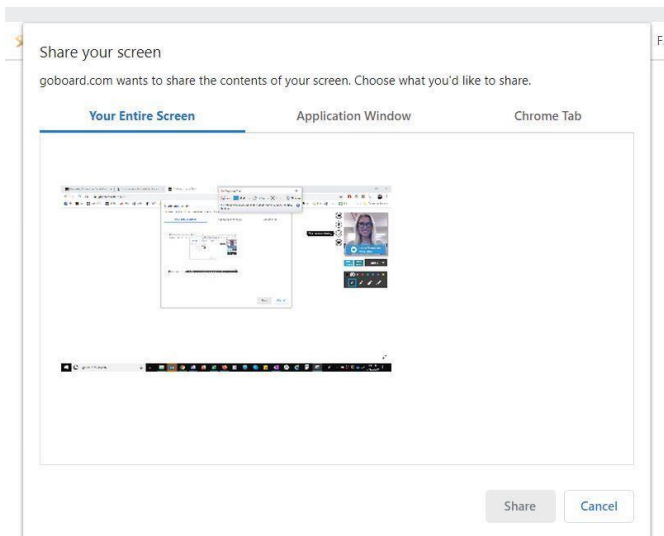 F
Share your screen
goboard.com wants to share the contents of your screen. Choose what you'd like to share.
Your Entire Screen Application Window Chrome Tab
Share Cancel